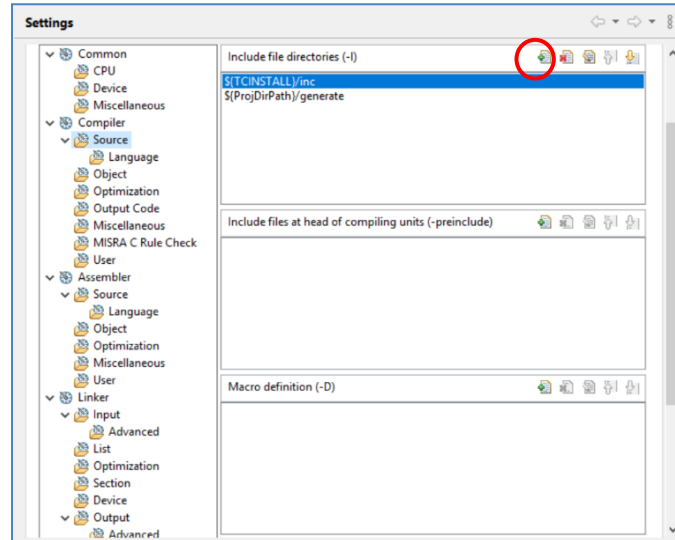 Settings
Common
CPU
Device
Miscellaneous
Compiler
Source
Language
Object
Optimization
Output Code
Miscellaneous
MISRA C Rule Check
User
Assembler
Source
Language
Object
Optimization
Miscellaneous
User
Linker
Input
Advanced
List
Optimization
Section
Device
Output
Advanced
Include file directories (-I)
${TCINSTALL}/inc
${ProjDirPath}/generate
Include files at head of compiling units (-preinclude)
Macro definition (-D)